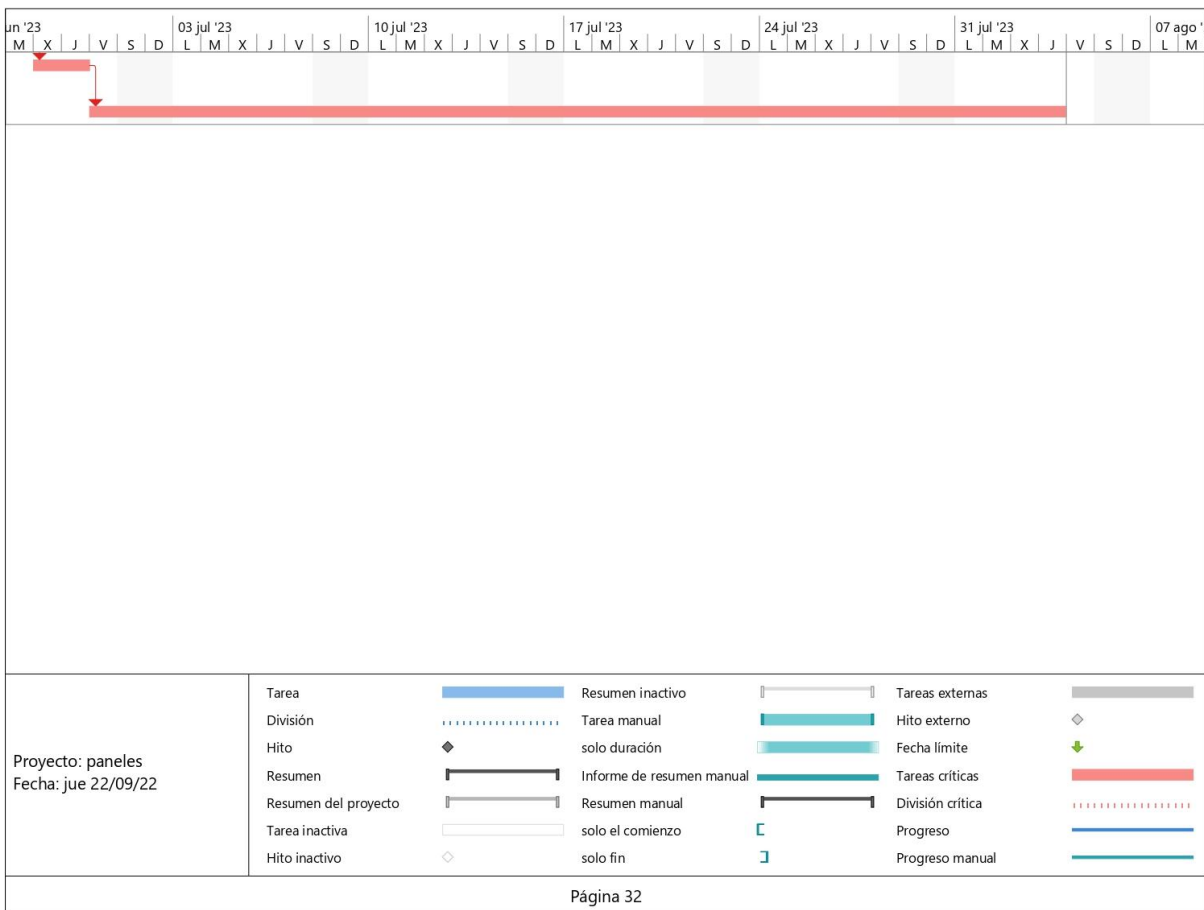 un '23 03 jul '23 10 jul '23 17 jul '23 24 jul '23 31 jul '23 07 ago '
M X J V S D L M X J V S D L M X J V S D L M X J V S D L M X J V S D L M X J V S D L M
Proyecto: paneles
Fecha: jue 22/09/22
Tarea
División
Hito
Resumen
Resumen del proyecto
Tarea inactiva
Hito inactivo
Resumen inactivo
Tarea manual
solo duración
Informe de resumen manual
Resumen manual
solo el comienzo
solo fin
Tareas externas
Hito externo
Fecha límite
Tareas críticas
División crítica
Progreso
Progreso manual
Página 32